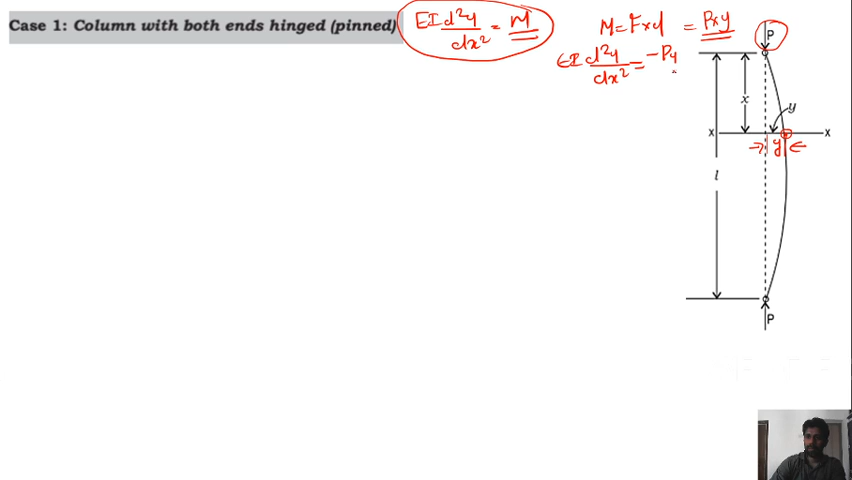 Case 1: Column with both ends hinged (pinned)
EI d²y/dx² = M
M = F×d = P×y
EI d²y/dx² = -Py
P
x
y
x
x
y
l
P